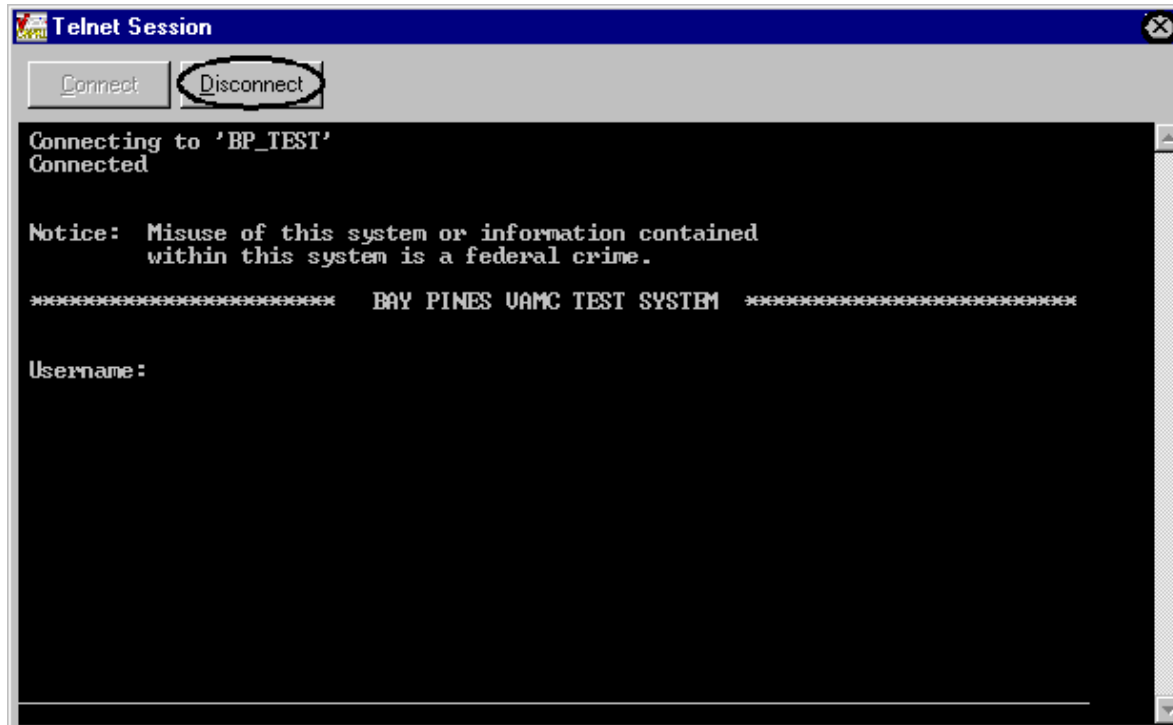 Telnet Session
Connect Disconnect
Connecting to 'BP_TEST'
Connected
Notice: Misuse of this system or information contained
within this system is a federal crime.
*********************** BAY PINES VAMC TEST SYSTEM *************************
Username: